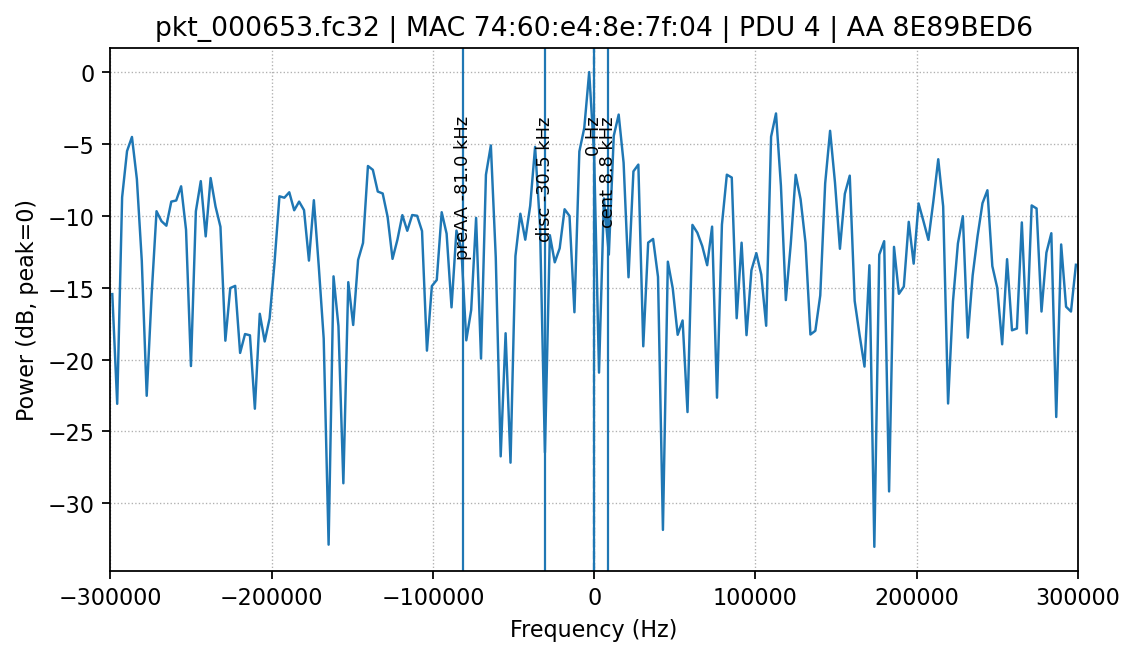 pkt_000653.fc32 | MAC 74:60:e4:8e:7f:04 | PDU 4 | AA 8E89BED6
Power (dB, peak=0)
0
−5
−10
−15
−20
−25
−30
preAA -81.0 kHz
disc -30.5 kHz
0 Hz
cent 8.8 kHz
−300000
−200000
−100000
0
100000
200000
300000
Frequency (Hz)